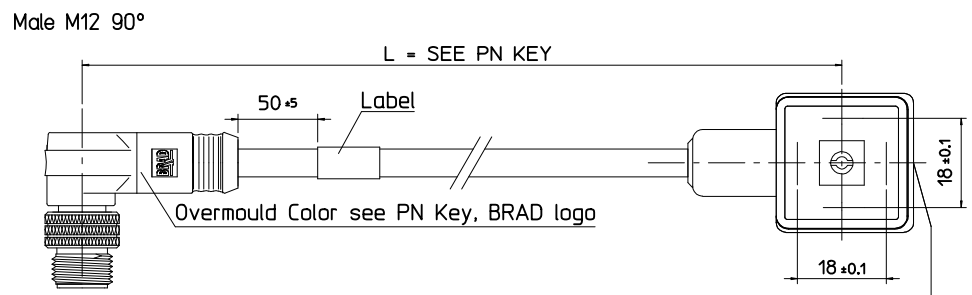 Male M12 90°
L = SEE PN KEY
50 ±5
Label
BRAD
18 ±0.1
Overmould Color see PN Key, BRAD logo
18 ±0.1